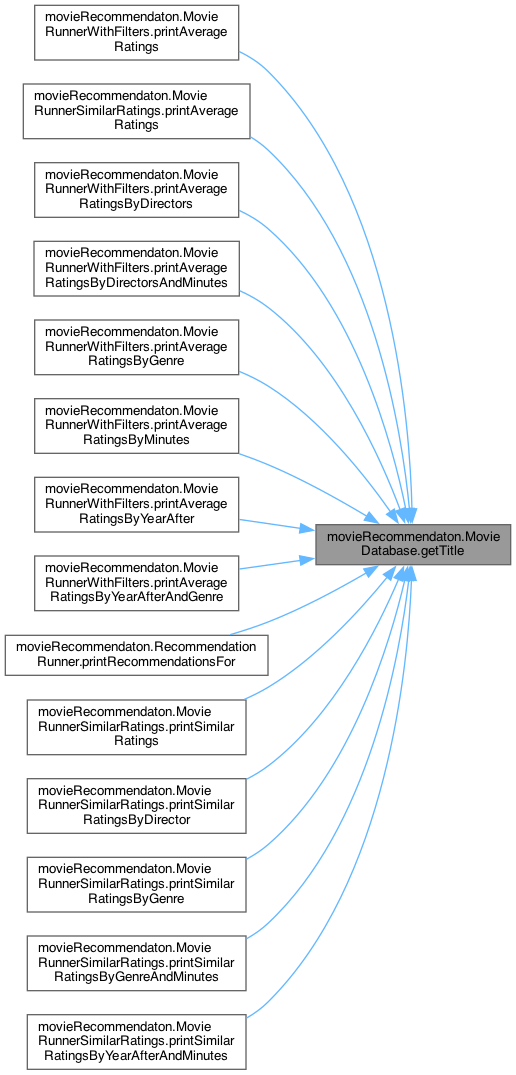 movieRecommendaton.Movie
RunnerWithFilters.printAverage
Ratings
movieRecommendaton.Movie
RunnerSimilarRatings.printAverage
Ratings
movieRecommendaton.Movie
RunnerWithFilters.printAverage
RatingsByDirectors
movieRecommendaton.Movie
RunnerWithFilters.printAverage
RatingsByDirectorsAndMinutes
movieRecommendaton.Movie
RunnerWithFilters.printAverage
RatingsByGenre
movieRecommendaton.Movie
RunnerWithFilters.printAverage
RatingsByMinutes
movieRecommendaton.Movie
RunnerWithFilters.printAverage
RatingsByYearAfter
movieRecommendaton.Movie
Database.getTitle
movieRecommendaton.Movie
RunnerWithFilters.printAverage
RatingsByYearAfterAndGenre
movieRecommendaton.Recommendation
Runner.printRecommendationsFor
movieRecommendaton.Movie
RunnerSimilarRatings.printSimilar
Ratings
movieRecommendaton.Movie
RunnerSimilarRatings.printSimilar
RatingsByDirector
movieRecommendaton.Movie
RunnerSimilarRatings.printSimilar
RatingsByGenre
movieRecommendaton.Movie
RunnerSimilarRatings.printSimilar
RatingsByGenreAndMinutes
movieRecommendaton.Movie
RunnerSimilarRatings.printSimilar
RatingsByYearAfterAndMinutes